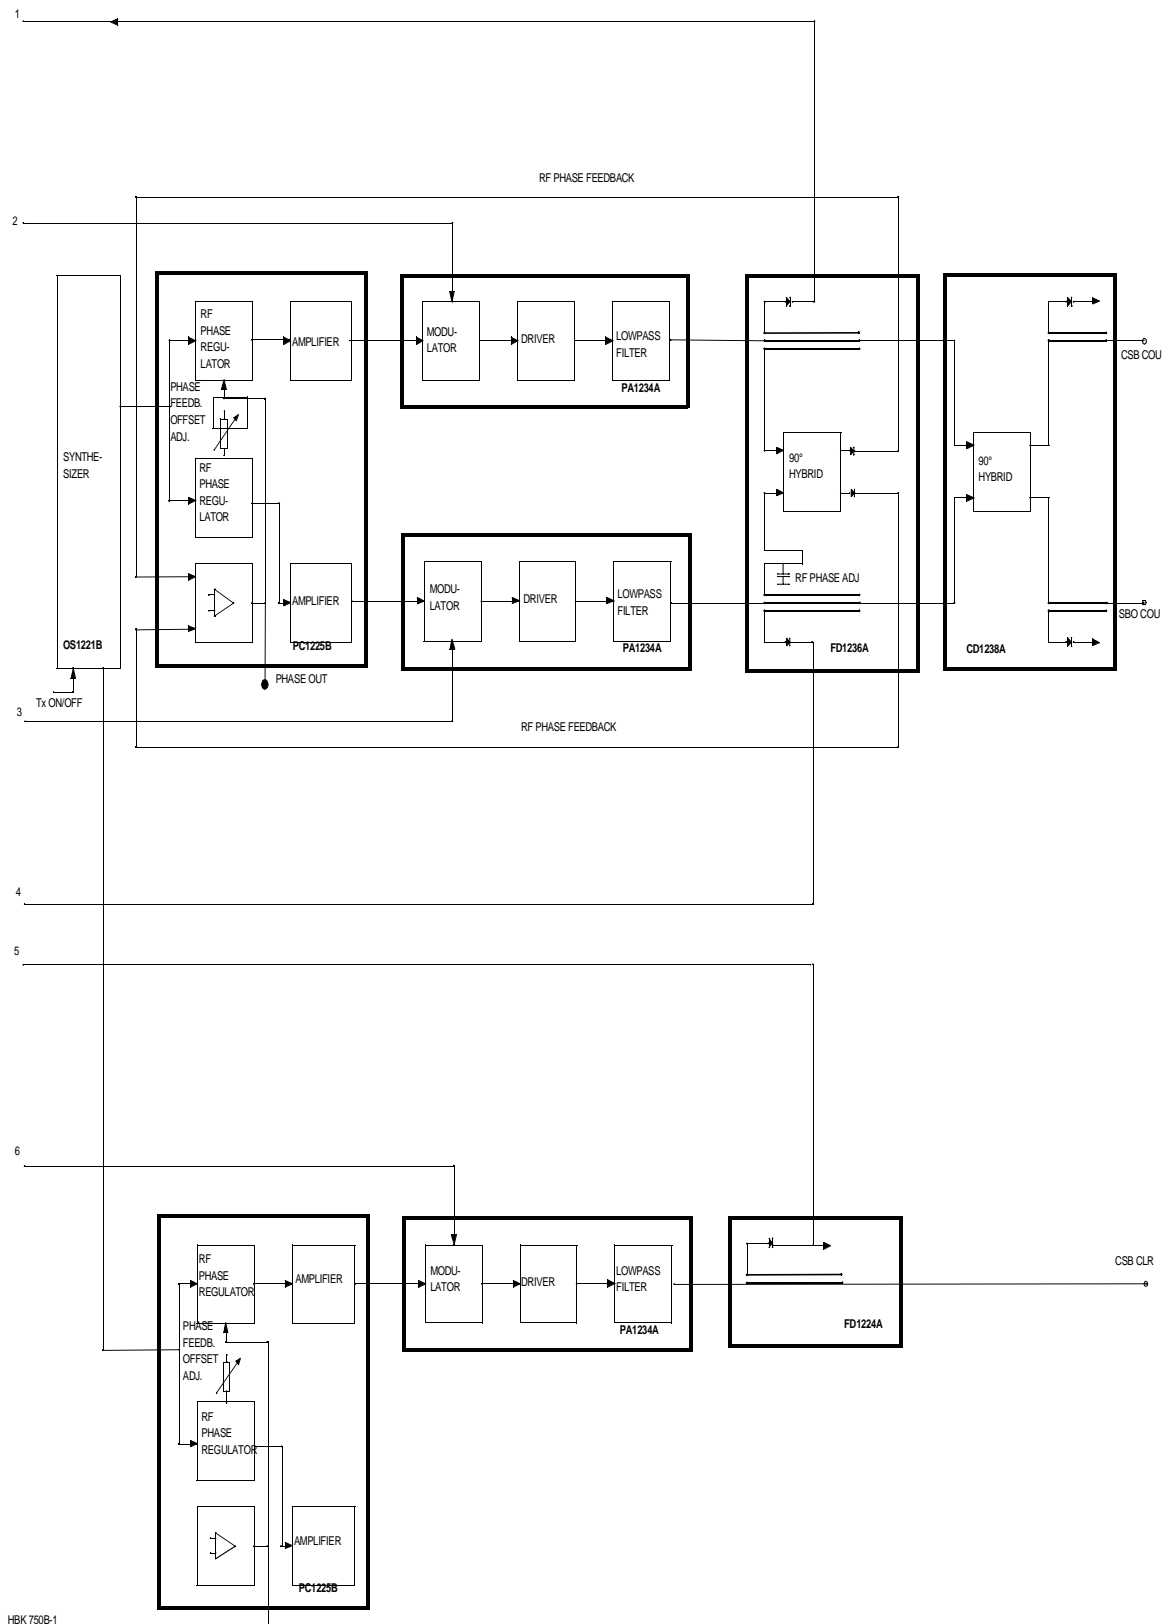 1
RF PHASE FEEDBACK
2
RF
PHASE
REGU-
LATOR
AMPLIFIER
MODU-
LATOR
DRIVER
LOWPASS
FILTER
PA1234A
CSB COU
PHASE
FEEDB.
OFFSET
ADJ.
SYNTHE-
SIZER
RF
PHASE
REGU-
LATOR
90°
HYBRID
90°
HYBRID
RF PHASE ADJ
AMPLIFIER
MODU-
LATOR
DRIVER
LOWPASS
FILTER
SBO COU
OS1221B
PC1225B
PA1234A
FD1236A
CD1238A
PHASE OUT
Tx ON/OFF
3
RF PHASE FEEDBACK
4
5
6
RF
PHASE
REGULATOR
AMPLIFIER
MODU-
LATOR
DRIVER
LOWPASS
FILTER
PA1234A
CSB CLR
FD1224A
PHASE
FEEDB.
OFFSET
ADJ.
RF
PHASE
REGULATOR
AMPLIFIER
PC1225B
HBK 750B-1